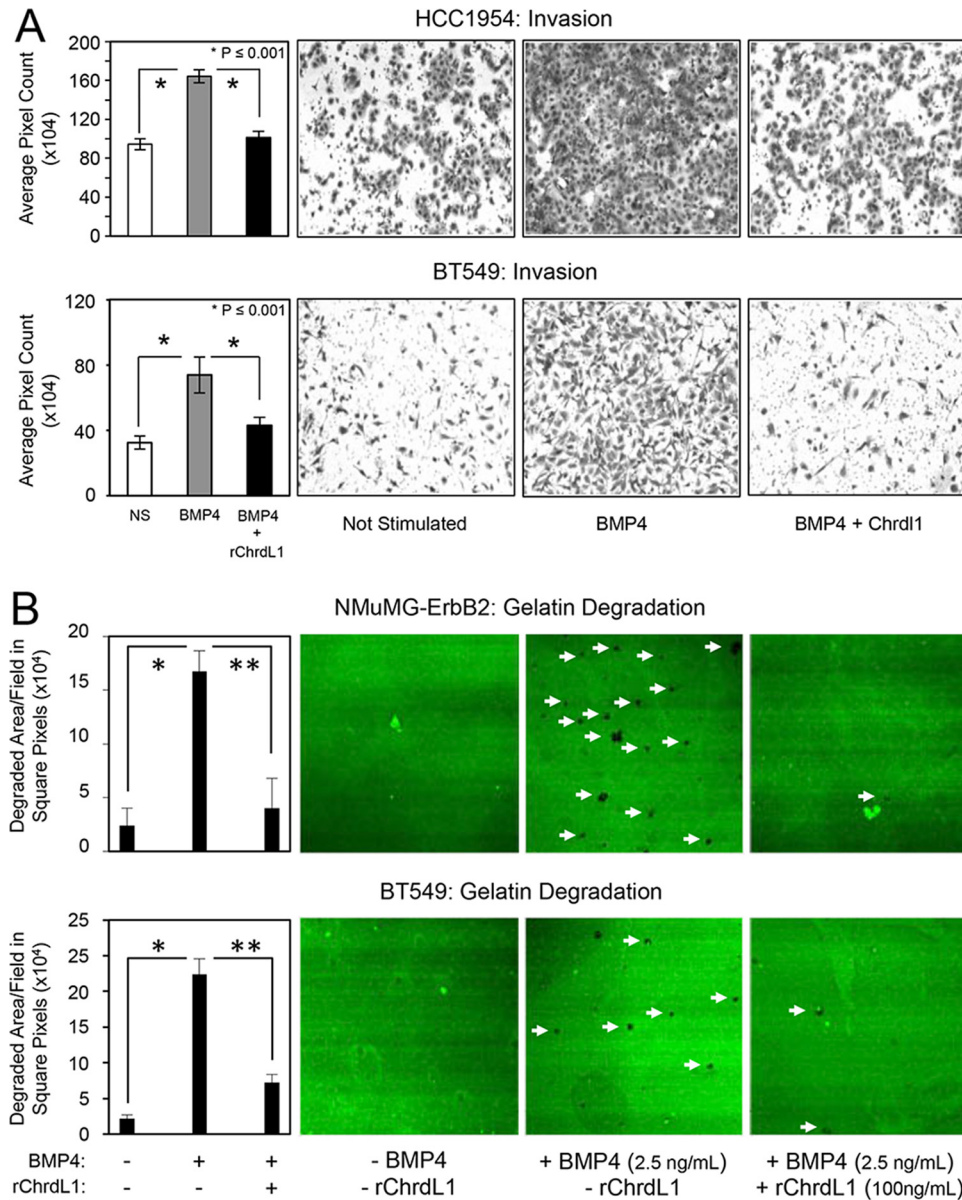 A
HCC1954: Invasion
Average Pixel Count
(x104)
200
160
120
100
80
40
0
* P ≤ 0.001
* *
BT549: Invasion
Average Pixel Count
(x104)
120
80
40
0
* P ≤ 0.001
* *
NS
BMP4
BMP4
+
rChrdL1
Not Stimulated
BMP4
BMP4 + Chrdl1
B
NMuMG-ErbB2: Gelatin Degradation
Degraded Area/Field in
Square Pixels (x10⁴)
20
15
10
5
0
* **
BT549: Gelatin Degradation
Degraded Area/Field in
Square Pixels (x10⁴)
25
25
20
15
10
5
0
* **
BMP4: - + +
rChrdL1: - - +
- BMP4
- rChrdL1
+ BMP4 (2.5 ng/mL)
- rChrdL1
+ BMP4 (2.5 ng/mL)
+ rChrdL1 (100ng/mL)